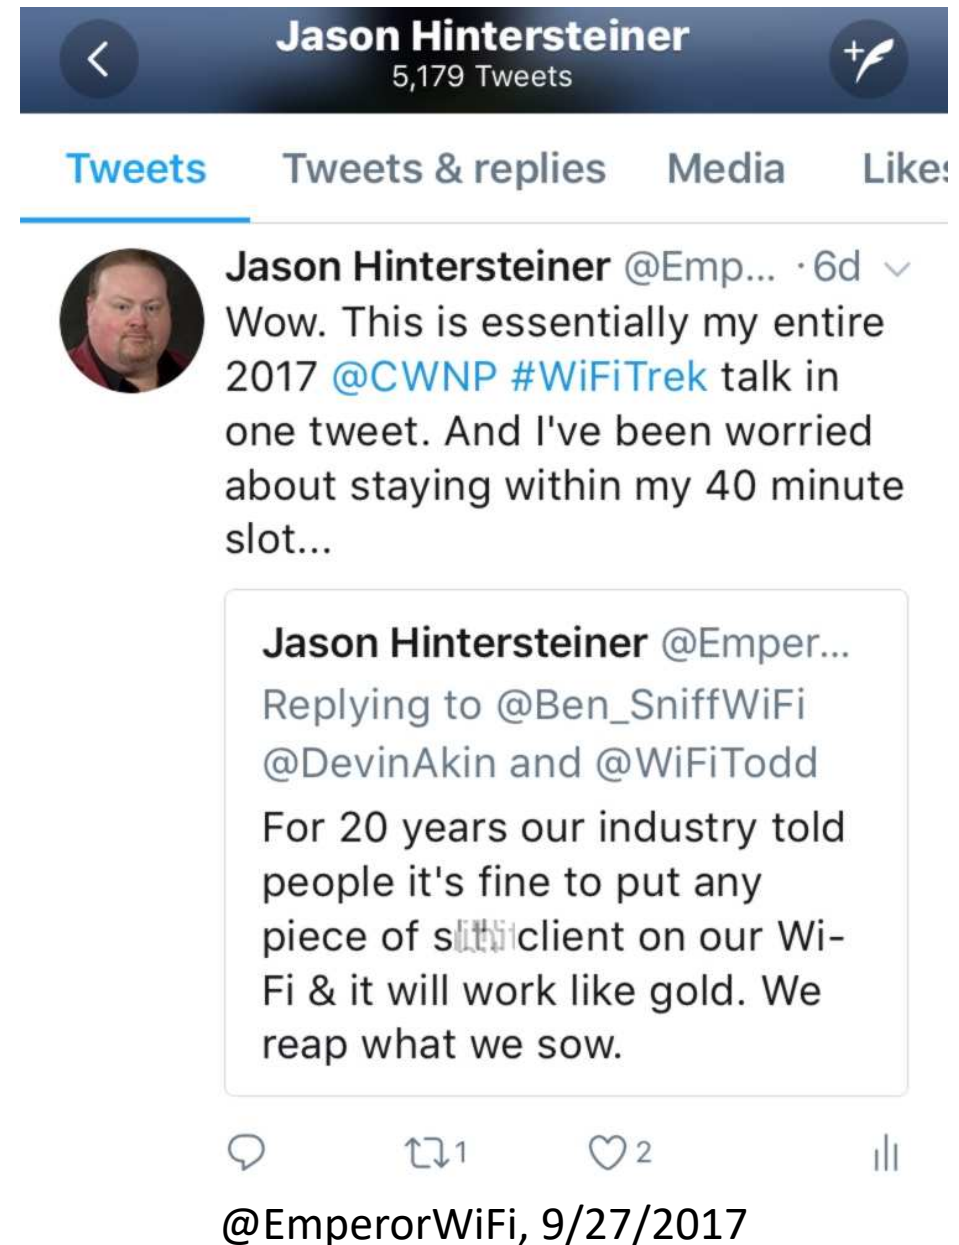 Jason Hintersteiner
5,179 Tweets
Tweets Tweets & replies Media Likes
Jason Hintersteiner @Emp... · 6d
Wow. This is essentially my entire
2017 @CWNP #WiFiTrek talk in
one tweet. And I've been worried
about staying within my 40 minute
slot...
Jason Hintersteiner @Emper...
Replying to @Ben_SniffWiFi
@DevinAkin and @WiFiTodd
For 20 years our industry told
people it's fine to put any
piece of client on our Wi-
Fi & it will work like gold. We
reap what we sow.
1 2
@EmperorWiFi, 9/27/2017